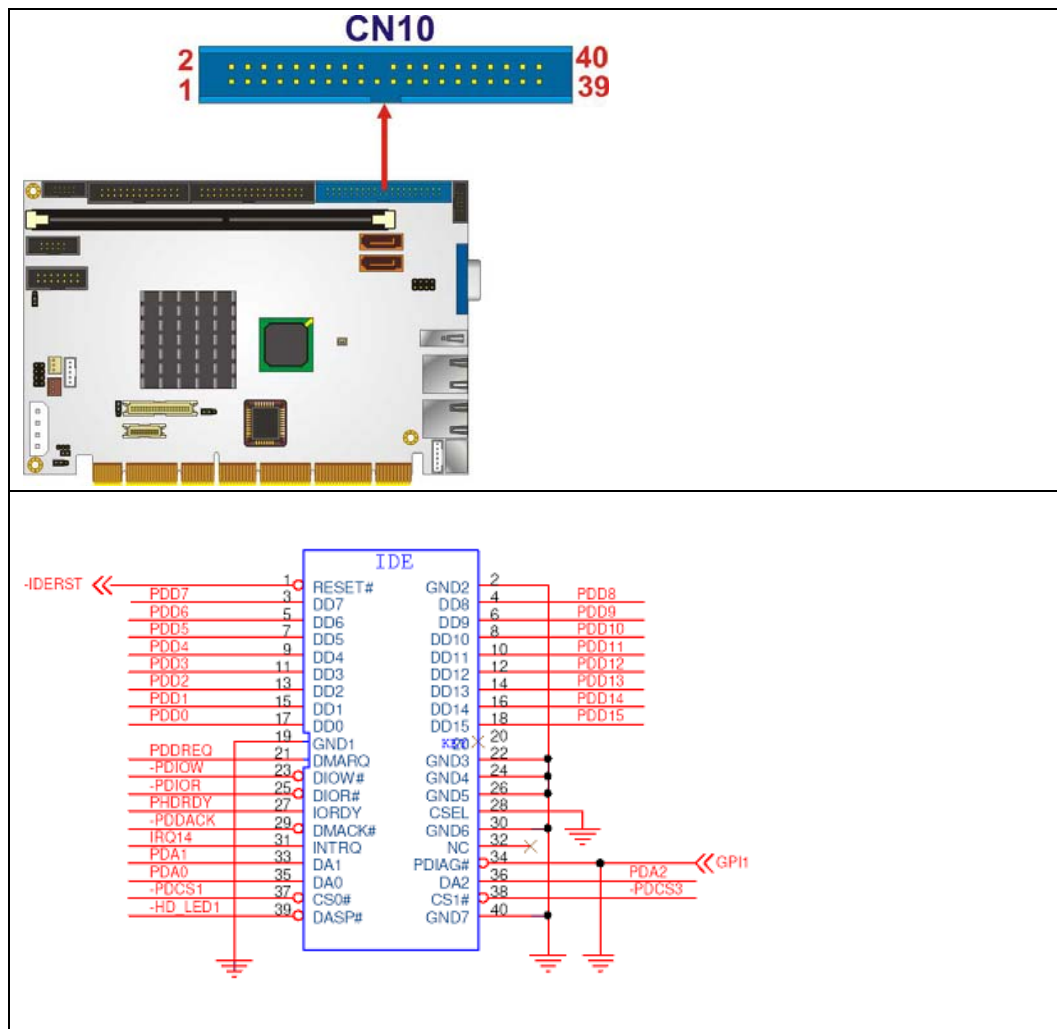 CN10
2 40
1 39
IDE
-IDERST 1 RESET# GND2 2
PDD7 3 DD7 DD8 4 PDD8
PDD6 5 DD6 DD9 6 PDD9
PDD5 7 DD5 DD10 8 PDD10
PDD4 9 DD4 DD11 10 PDD11
PDD3 11 DD3 DD12 12 PDD12
PDD2 13 DD2 DD13 14 PDD13
PDD1 15 DD1 DD14 16 PDD14
PDD0 17 DD0 DD15 18 PDD15
19 GND1 20
PDDREQ 21 DMARQ GND3 22
-PDIOW 23 DIOW# GND4 24
-PDIOR 25 DIOR# GND5 26
PHDRDY 27 IORDY CSEL 28
-PDDACK 29 DMACK# GND6 30
IRQ14 31 INTRQ NC 32
PDA1 33 DA1 PDIAG# 34 GPI1
PDA0 35 DA0 DA2 36 PDA2
-PDCS1 37 CS0# CS1# 38 -PDCS3
-HD_LED1 39 DASP# GND7 40